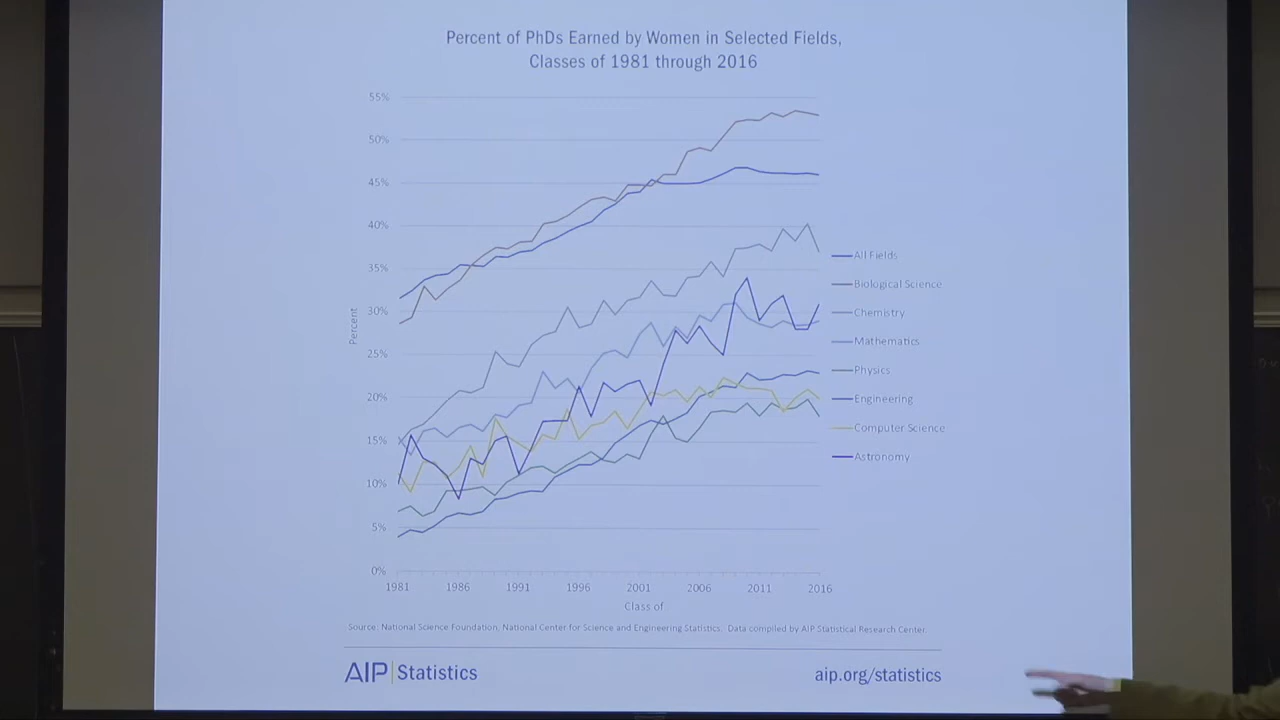 Percent of PhDs Earned by Women in Selected Fields,
Classes of 1981 through 2016
55%
50%
45%
40%
35%
30%
25%
20%
15%
10%
5%
0%
Percent
1981 1986 1991 1996 2001 2006 2011 2016
Class of
All Fields
Biological Science
Chemistry
Mathematics
Physics
Engineering
Computer Science
Astronomy
Source: National Science Foundation, National Center for Science and Engineering Statistics. Data compiled by AIP Statistical Research Center
AIP Statistics
aip.org/statistics